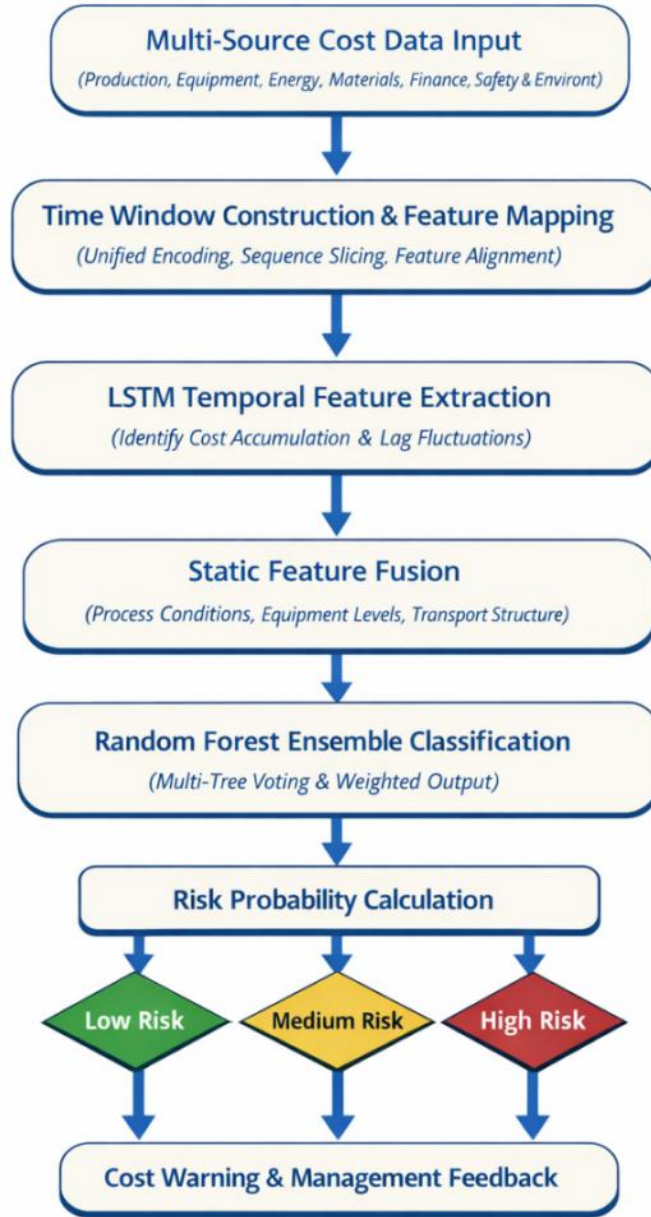 Multi-Source Cost Data Input
(Production, Equipment, Energy, Materials, Finance, Safety & Environt)
Time Window Construction & Feature Mapping
(Unified Encoding, Sequence Slicing, Feature Alignment)
LSTM Temporal Feature Extraction
(Identify Cost Accumulation & Lag Fluctuations)
Static Feature Fusion
(Process Conditions, Equipment Levels, Transport Structure)
Random Forest Ensemble Classification
(Multi-Tree Voting & Weighted Output)
Risk Probability Calculation
Low Risk
Medium Risk
High Risk
Cost Warning & Management Feedback